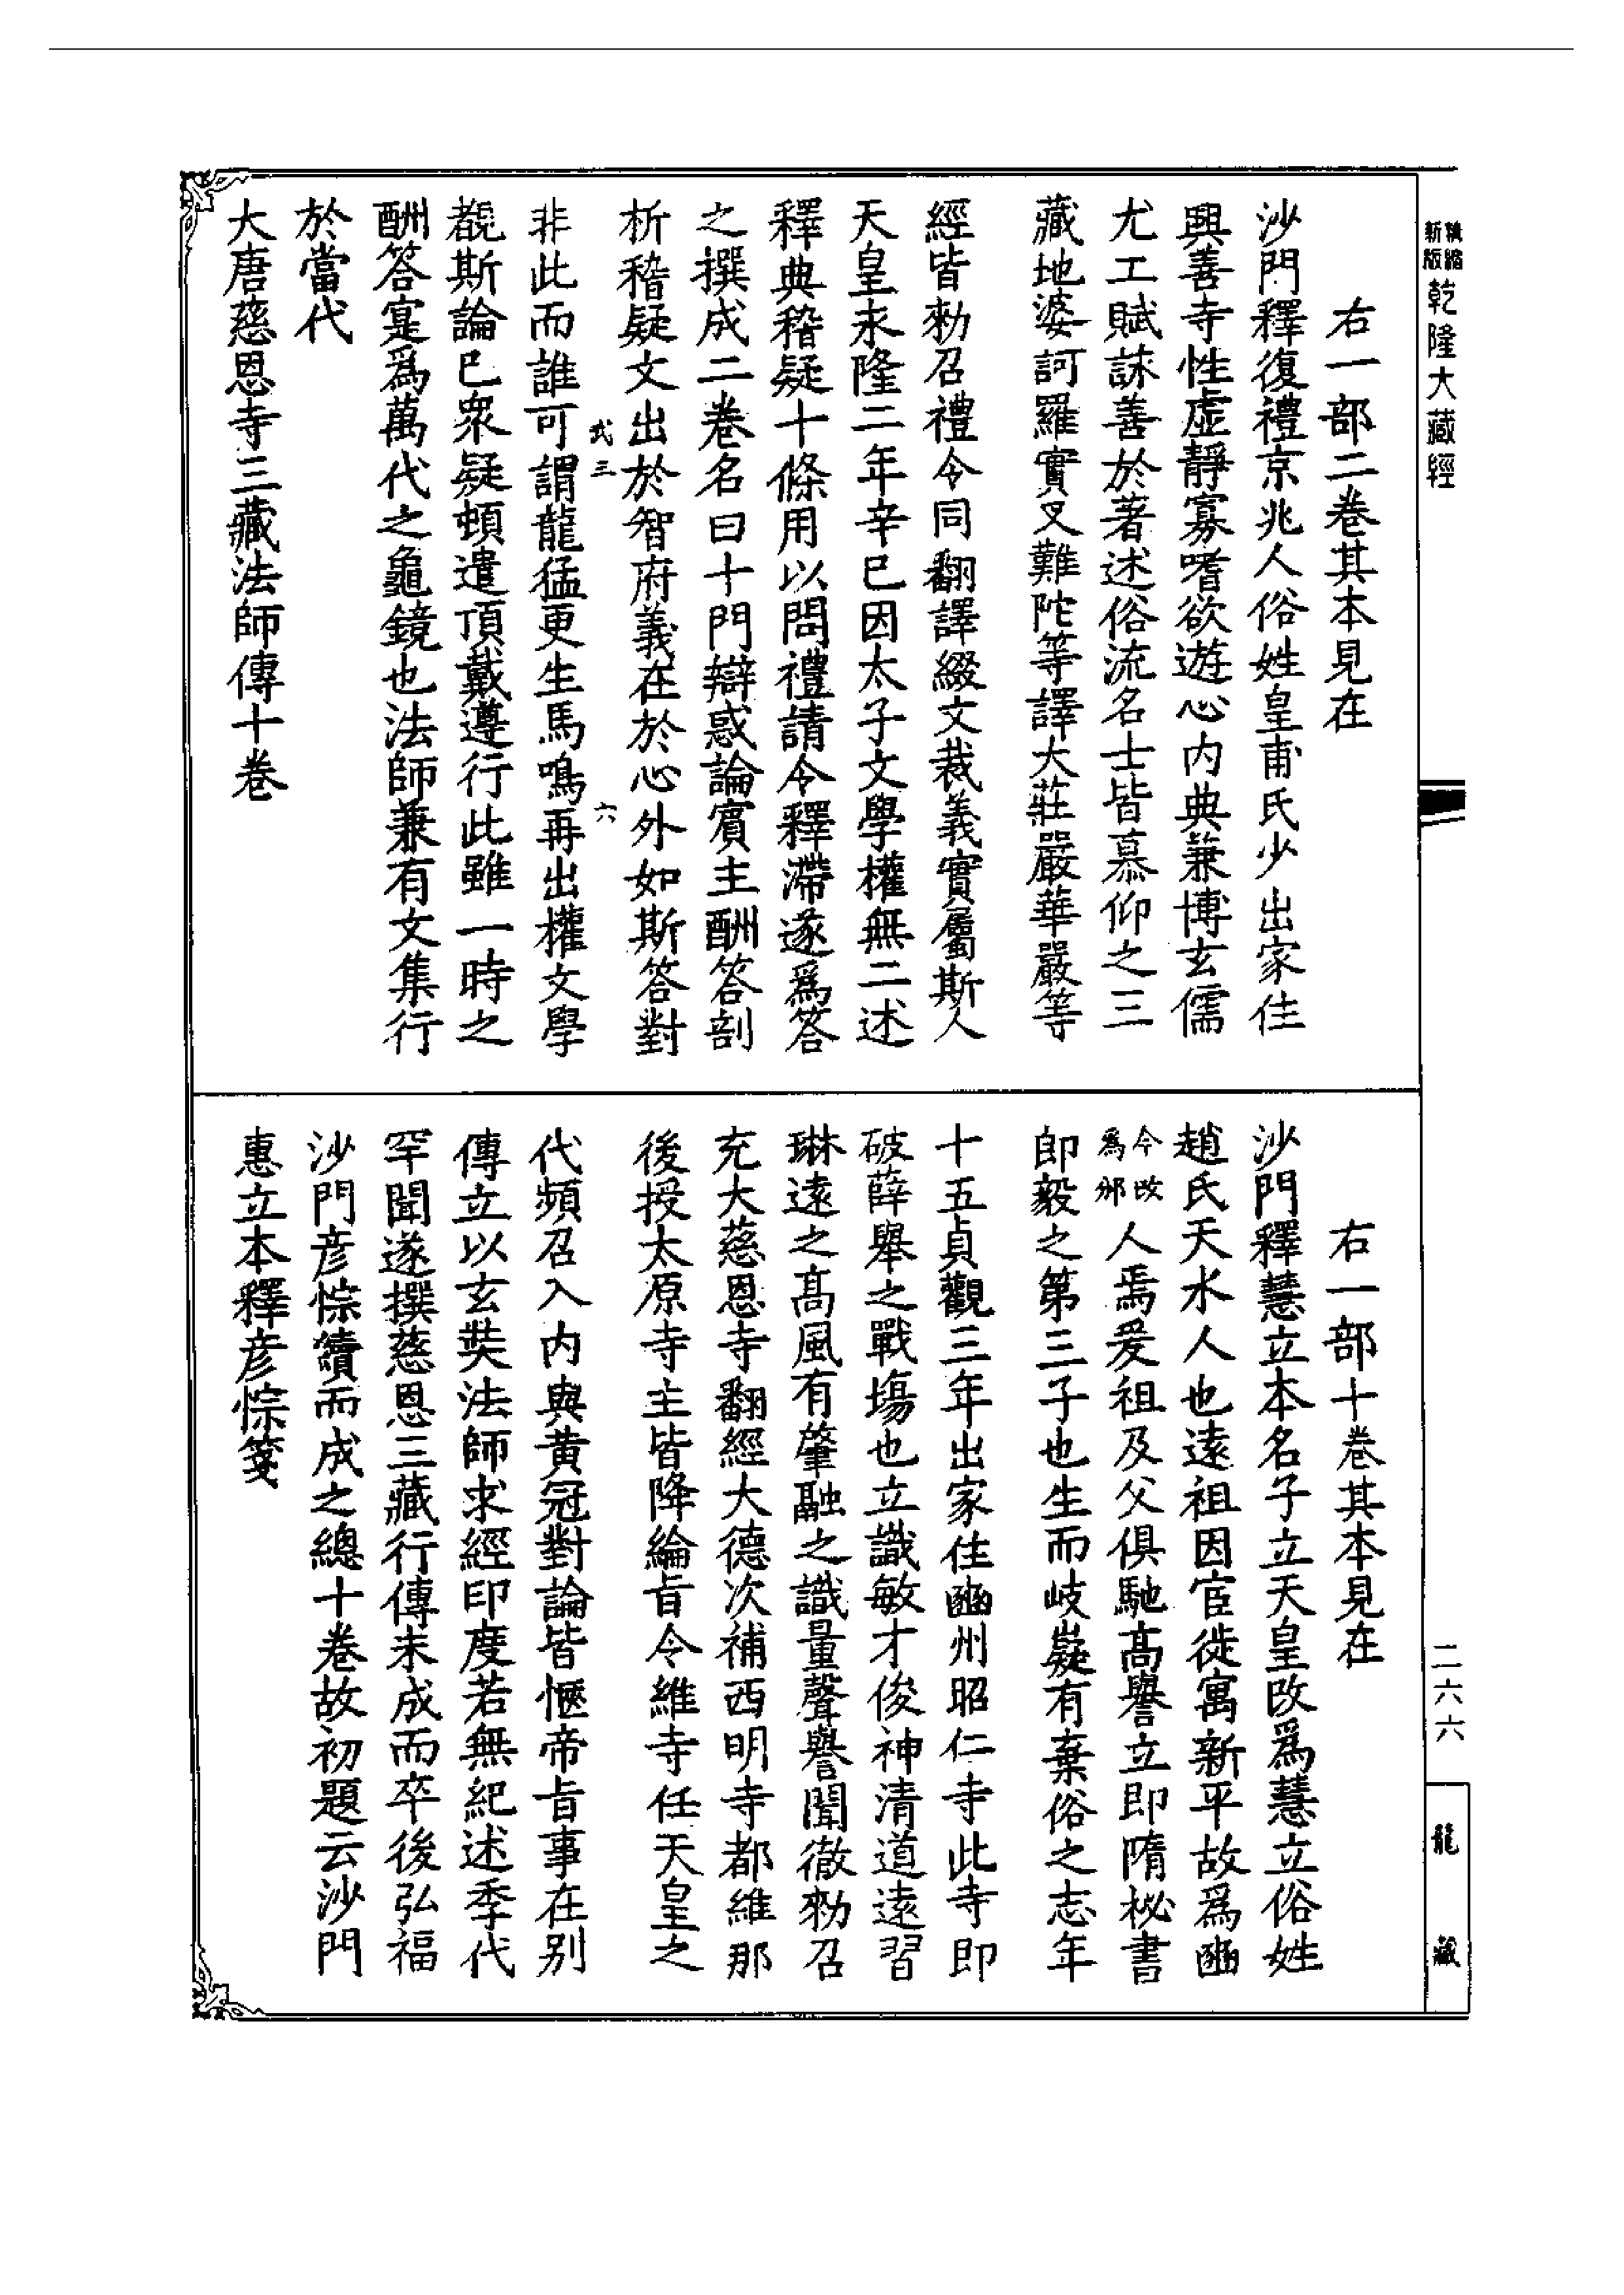 精縮新版乾隆大藏經
右一部二卷其本見在
沙門釋復禮京兆人俗姓皇甫氏少出家住
興善寺性虛靜寡嗜欲遊心內典兼博玄儒
尤工賦誄善於著述俗流名士皆慕仰之三
藏地婆訶羅實叉難陀等譯大莊嚴華嚴等
經皆勑召禮令同翻譯綴文裁義實屬斯人
天皇永隆二年辛巳因太子文學權無二述
釋典稽疑十條用以問禮請令釋滯遂爲答
之撰成二卷名曰十門辯惑論賓主酬答剖
析稽疑文出於智府義在於心外如斯答對
武三 六
非此而誰可謂龍猛更生馬鳴再出權文學
覩斯論已衆疑頓遣頂戴遵行此雖一時之
酬答寔爲萬代之龜鏡也法師兼有文集行
於當代
大唐慈恩寺三藏法師傳十卷
右一部十卷其本見在
沙門釋慧立本名子立天皇改爲慧立俗姓
趙氏天水人也遠祖因宦徙寓新平故爲豳
今改爲邠人焉爰祖及父俱馳高譽立即隋祕書
郎毅之第三子也生而岐嶷有棄俗之志年
十五貞觀三年出家住豳州昭仁寺此寺即
破薛舉之戰塲也立識敏才俊神清道遠習
琳遠之高風有肇融之識量聲譽聞徹勑召
充大慈恩寺翻經大德次補西明寺都維那
後授太原寺主皆降綸旨令維寺任天皇之
代頻召入內與黃冠對論皆愜帝旨事在別
傳立以玄奘法師求經印度若無紀述季代
罕聞遂撰慈恩三藏行傳未成而卒後弘福
沙門彥悰續而成之總十卷故初題云沙門
惠立本釋彥悰箋
二六六
龍藏